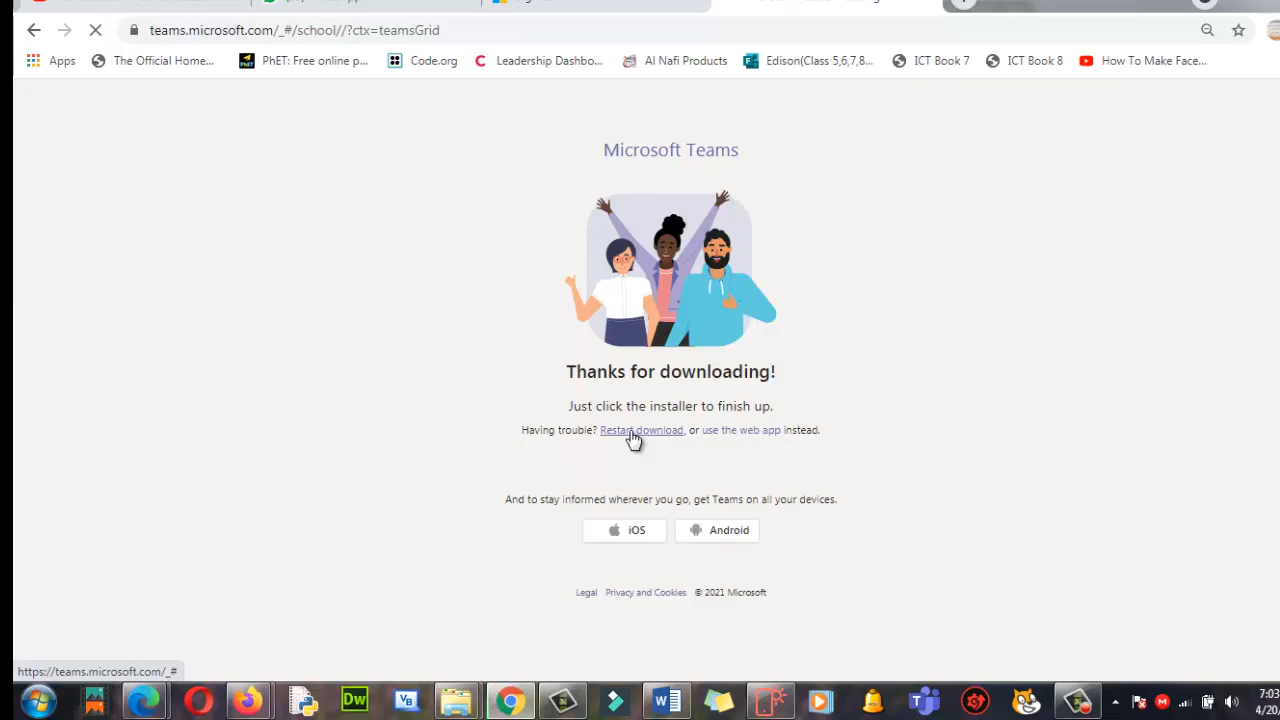 teams.microsoft.com/_#/school//?ctx=teamsGrid
Apps The Official Home... PhET: Free online p... Code.org Leadership Dashbo... Al Nafi Products Edison(Class 5,6,7,8... ICT Book 7 ICT Book 8 How To Make Face...
Microsoft Teams
Thanks for downloading!
Just click the installer to finish up.
Having trouble? Restart download, or use the web app instead.
And to stay informed wherever you go, get Teams on all your devices.
iOS Android
Legal Privacy and Cookies © 2021 Microsoft
https://teams.microsoft.com/_#
7:03
4/20/